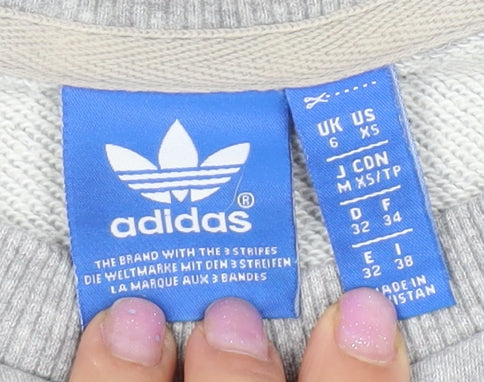 adidas®
THE BRAND WITH THE 3 STRIPES
DIE WELTMARKE MIT DEN 3 STREIFEN
LA MARQUE AUX 3 BANDES
UK US
6 XS
J CDN
M XS/TP
D F
32 34
E I
32 38
MADE IN